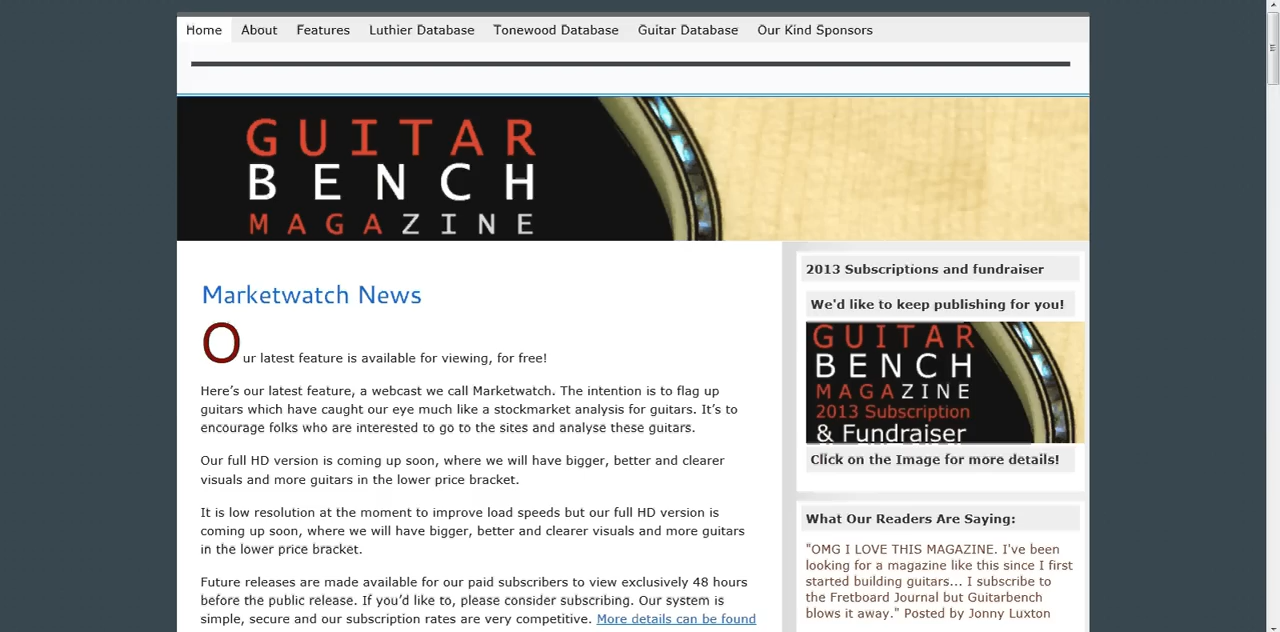 Home About Features Luthier Database Tonewood Database Guitar Database Our Kind Sponsors
GUITAR
BENCH
MAGAZINE
Marketwatch News
Our latest feature is available for viewing, for free!
Here’s our latest feature, a webcast we call Marketwatch. The intention is to flag up
guitars which have caught our eye much like a stockmarket analysis for guitars. It’s to
encourage folks who are interested to go to the sites and analyse these guitars.
Our full HD version is coming up soon, where we will have bigger, better and clearer
visuals and more guitars in the lower price bracket.
It is low resolution at the moment to improve load speeds but our full HD version is
coming up soon, where we will have bigger, better and clearer visuals and more guitars
in the lower price bracket.
Future releases are made available for our paid subscribers to view exclusively 48 hours
before the public release. If you’d like to, please consider subscribing. Our system is
simple, secure and our subscription rates are very competitive. More details can be found
2013 Subscriptions and fundraiser
We'd like to keep publishing for you!
GUITAR
BENCH
MAGAZINE
2013 Subscription
& Fundraiser
Click on the Image for more details!
What Our Readers Are Saying:
"OMG I LOVE THIS MAGAZINE. I've been
looking for a magazine like this since I first
started building guitars... I subscribe to
the Fretboard Journal but Guitarbench
blows it away." Posted by Jonny Luxton